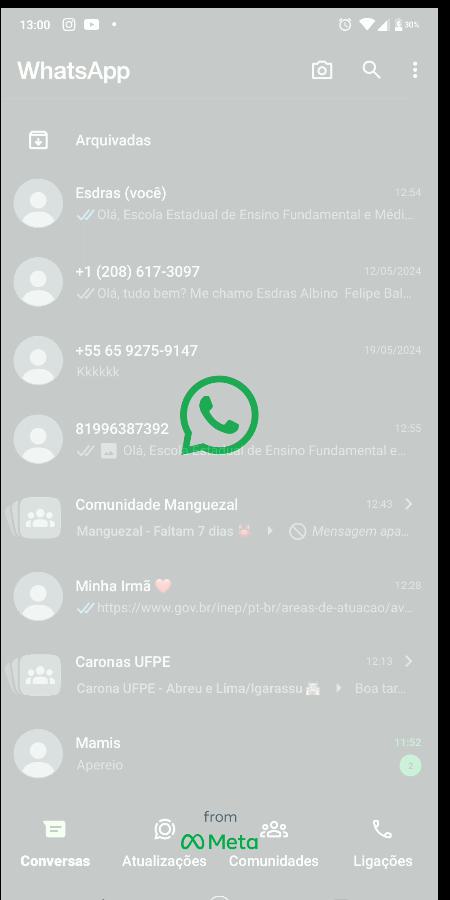 13:00
30%
WhatsApp
Arquivadas
Esdras (você) 12:54
Olá, Escola Estadual de Ensino Fundamental e Médi...
+1 (208) 617-3097 12/05/2024
Olá, tudo bem? Me chamo Esdras Albino Felipe Bal...
+55 65 9275-9147 19/05/2024
Kkkkkk
81996387392 12:55
Olá, Escola Estadual de Ensino Fundamental e...
Comunidade Manguezal 12:43
Manguezal - Faltam 7 dias 🦀 Mensagem apa...
Minha Irmã ❤️ 12:28
https://www.gov.br/inep/pt-br/areas-de-atuacao/av...
Caronas UFPE 12:13
Carona UFPE - Abreu e Lima/Igarassu Boa tar...
Mamis 11:52
Apereio 2
from
Meta
Conversas Atualizações Comunidades Ligações